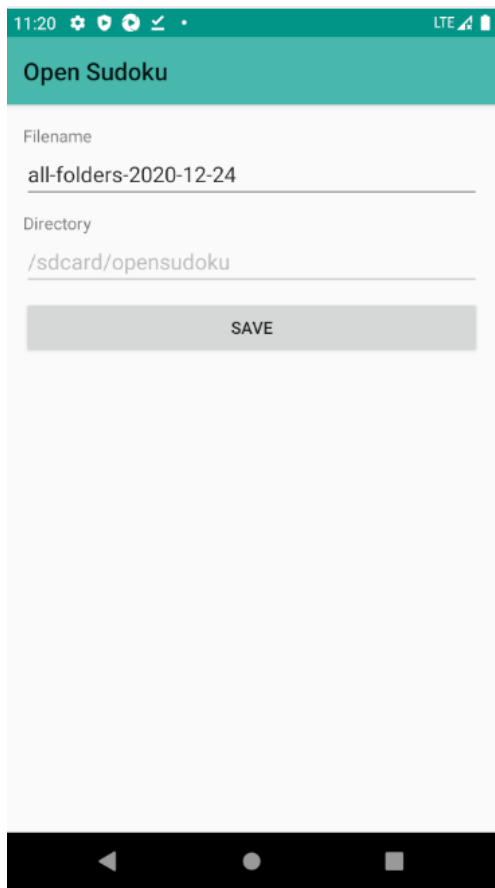 11:20 LTE
Open Sudoku
Filename
all-folders-2020-12-24
Directory
/sdcard/opensudoku
SAVE